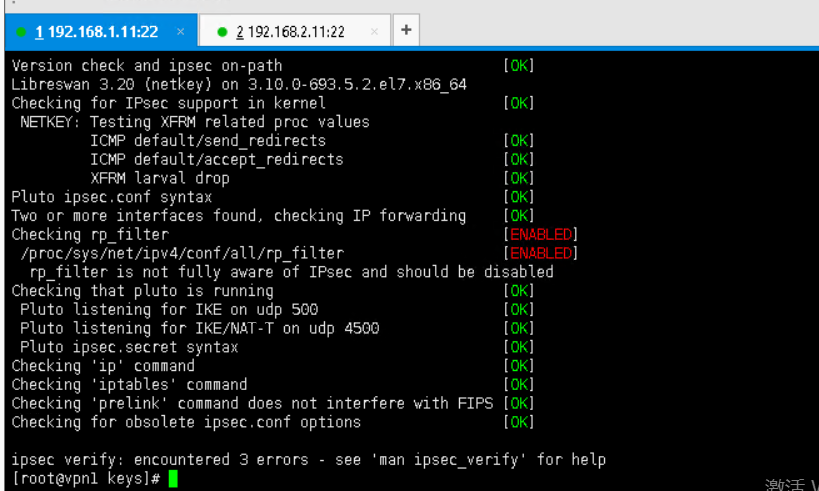 1 192.168.1.11:22 × 2 192.168.2.11:22 × +
Version check and ipsec on-path [OK]
Libreswan 3.20 (netkey) on 3.10.0-693.5.2.el7.x86_64
Checking for IPsec support in kernel [OK]
NETKEY: Testing XFRM related proc values
ICMP default/send_redirects [OK]
ICMP default/accept_redirects [OK]
XFRM larval drop [OK]
Pluto ipsec.conf syntax [OK]
Two or more interfaces found, checking IP forwarding [OK]
Checking rp_filter [ENABLED]
/proc/sys/net/ipv4/conf/all/rp_filter [ENABLED]
rp_filter is not fully aware of IPsec and should be disabled
Checking that pluto is running [OK]
Pluto listening for IKE on udp 500 [OK]
Pluto listening for IKE/NAT-T on udp 4500 [OK]
Pluto ipsec.secret syntax [OK]
Checking 'ip' command [OK]
Checking 'iptables' command [OK]
Checking 'prelink' command does not interfere with FIPS [OK]
Checking for obsolete ipsec.conf options [OK]
ipsec verify: encountered 3 errors - see 'man ipsec_verify' for help
[root@vpn1 keys]#
激活